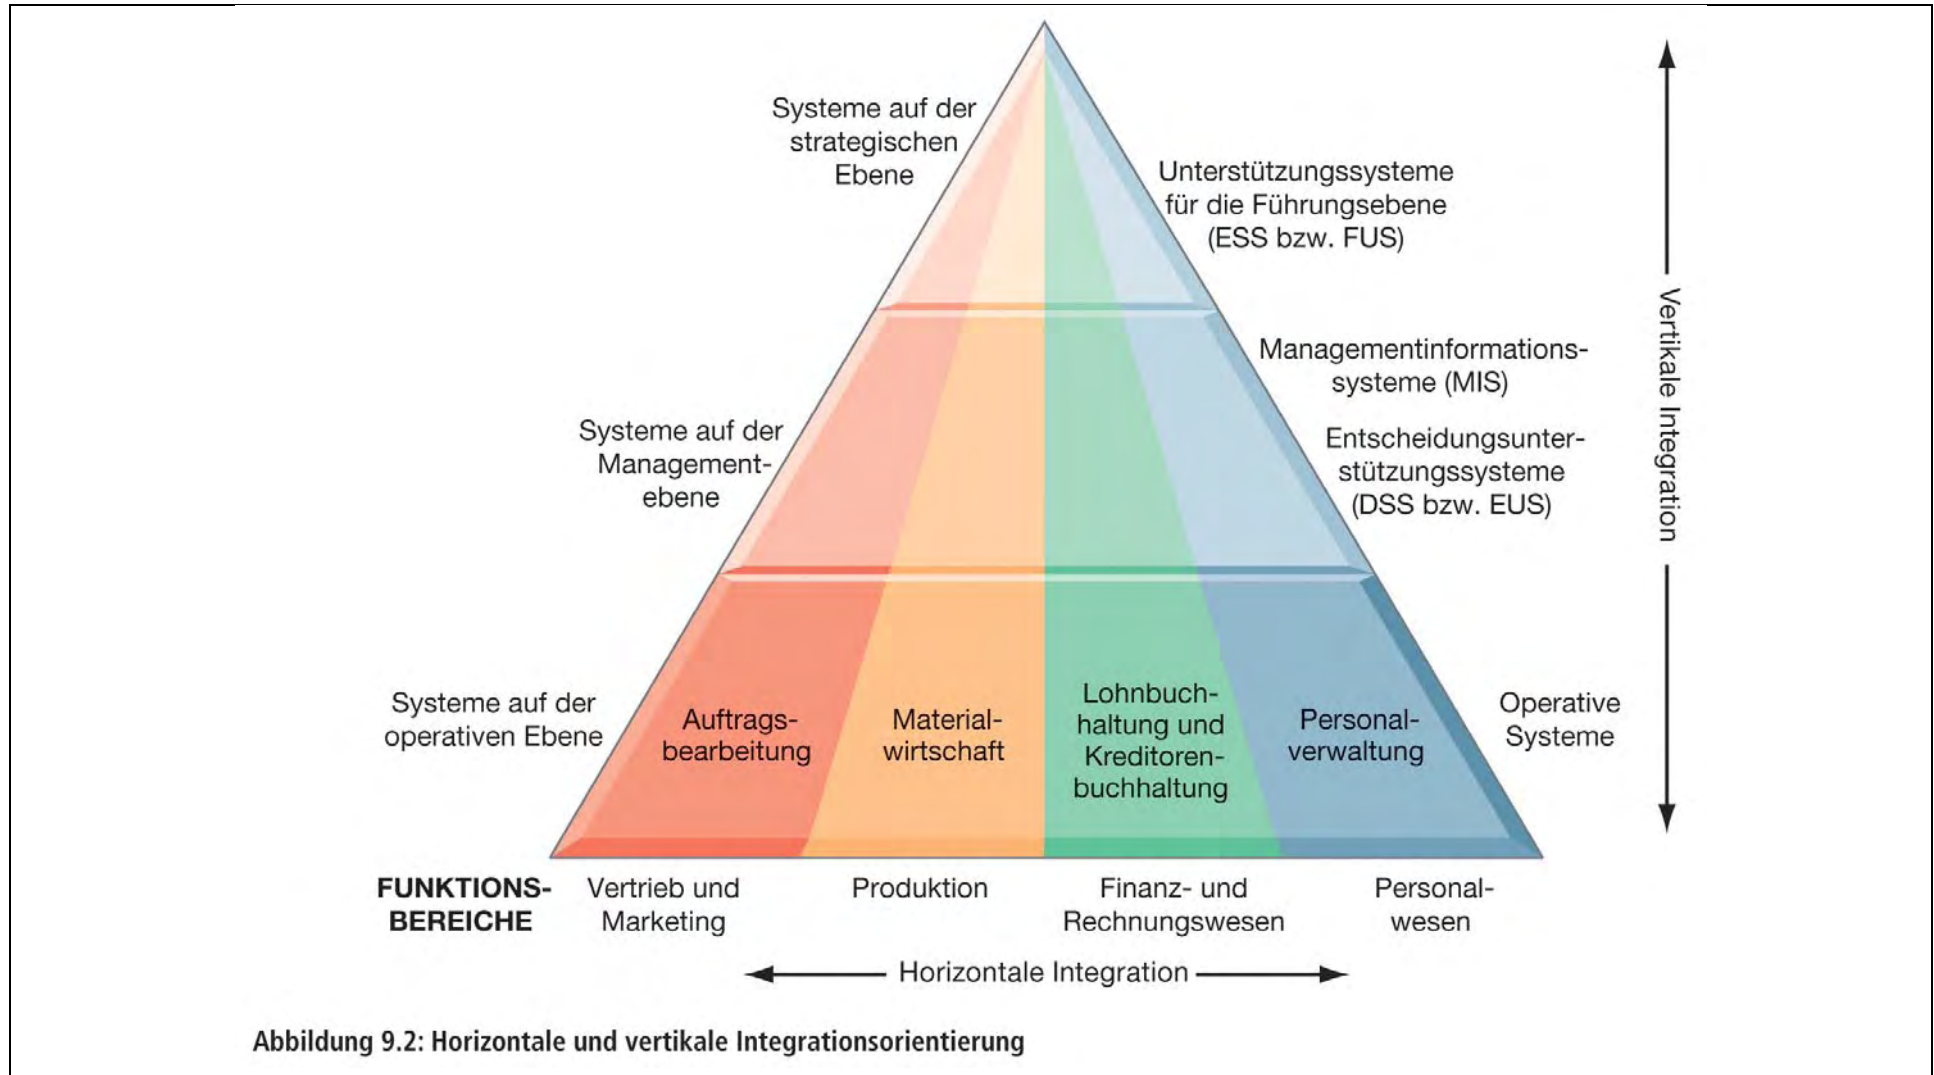 Systeme auf der
strategischen
Ebene
Unterstützungssysteme
für die Führungsebene
(ESS bzw. FUS)
Managementinformations-
systeme (MIS)
Systeme auf der
Management-
ebene
Entscheidungsunter-
stützungssysteme
(DSS bzw. EUS)
Vertikale Integration
Systeme auf der
operativen Ebene
Auftrags-
bearbeitung
Material-
wirtschaft
Lohnbuch-
haltung und
Kreditoren-
buchhaltung
Personal-
verwaltung
Operative
Systeme
FUNKTIONS-
BEREICHE
Vertrieb und
Marketing
Produktion
Finanz- und
Rechnungswesen
Personal-
wesen
Horizontale Integration
Abbildung 9.2: Horizontale und vertikale Integrationsorientierung